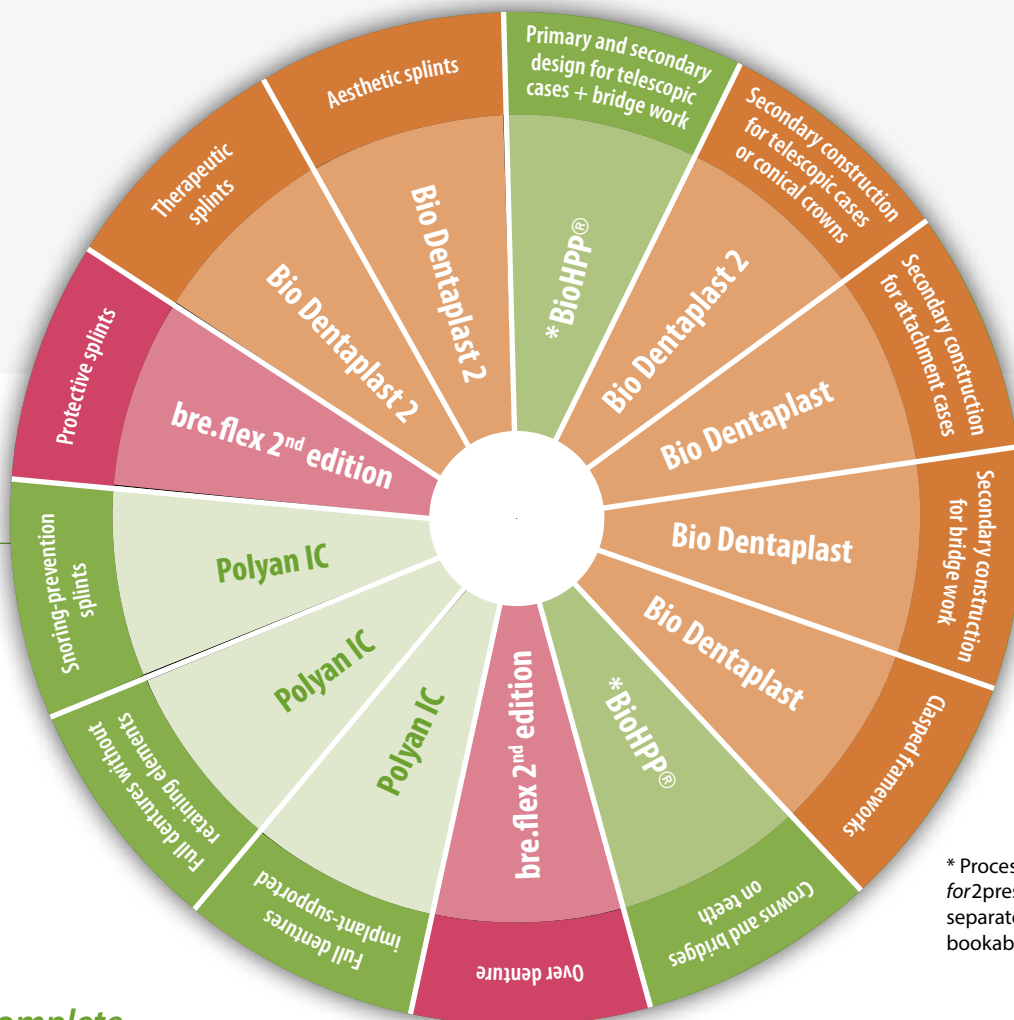 Primary and secondary
design for telescopic
cases + bridge work
*BioHPP®
Secondary construction
for telescopic cases
or conical crowns
Bio Dentaplast 2
Secondary construction
for attachment cases
Bio Dentaplast
Secondary construction
for bridge work
Bio Dentaplast
Clasped frameworks
Bio Dentaplast
Crowns and bridges
on teeth
*BioHPP®
Over denture
bre.flex 2nd edition
Full dentures
implant-supported
Polyan IC
Full dentures without
retaining elements
Polyan IC
Snoring-prevention
splints
Polyan IC
Protective splints
bre.flex 2nd edition
Therapeutic
splints
Bio Dentaplast 2
Aesthetic splints
Bio Dentaplast 2
* Proces
for2pres
separate
bookab
omplete